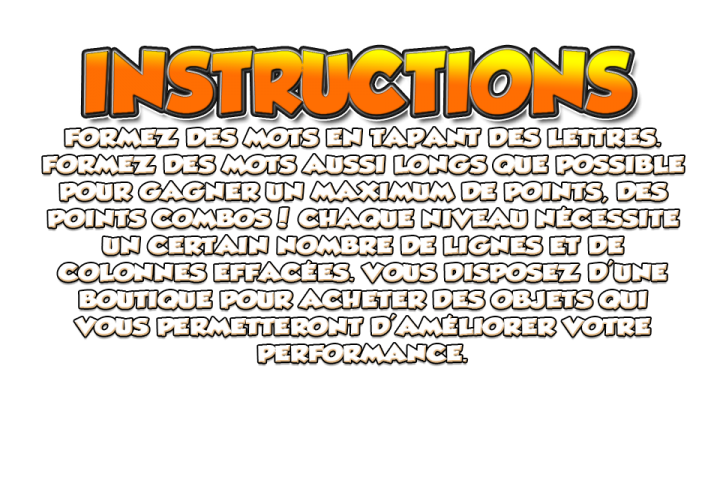 INSTRUCTIONS
FORMEZ DES MOTS EN TAPANT DES LETTRES.
FORMEZ DES MOTS AUSSI LONGS QUE POSSIBLE
POUR GAGNER UN MAXIMUM DE POINTS, DES
POINTS COMBOS ! CHAQUE NIVEAU NÉCESSITE
UN CERTAIN NOMBRE DE LIGNES ET DE
COLONNES EFFACÉES. VOUS DISPOSEZ D'UNE
BOUTIQUE POUR ACHETER DES OBJETS QUI
VOUS PERMETTERONT D'AMÉLIORER VOTRE
PERFORMANCE.